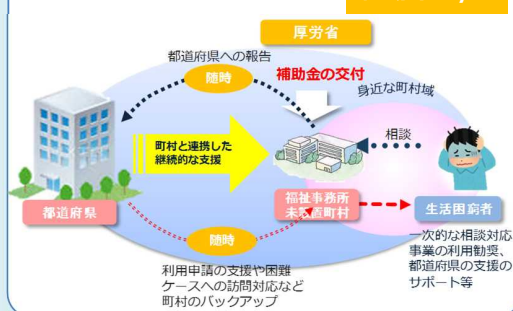 厚労省
都道府県への報告
随時
補助金の交付
身近な町村域
相談
町村と連携した
継続的な支援
福祉事務所
未設置町村
都道府県
生活困窮者
随時
一次的な相談対応
事業の利用勧奨、
都道府県の支援の
サポート等
利用申請の支援や困難
ケースへの訪問対応など
町村のバックアップ